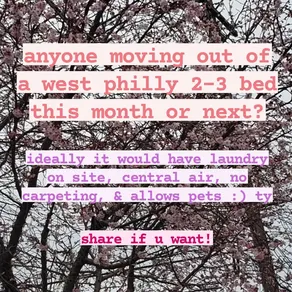 anyone moving out of
a west philly 2-3 bed
this month or next?
ideally it would have laundry
on site, central air, no
carpeting, & allows pets :) ty
share if u want!